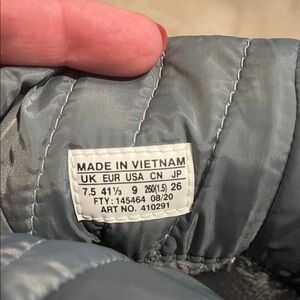 MADE IN VIETNAM
UK EUR USA CN JP
7.5 41⅓ 9 260(1.5) 26
FTY: 145464 08/20
ART NO. 410291